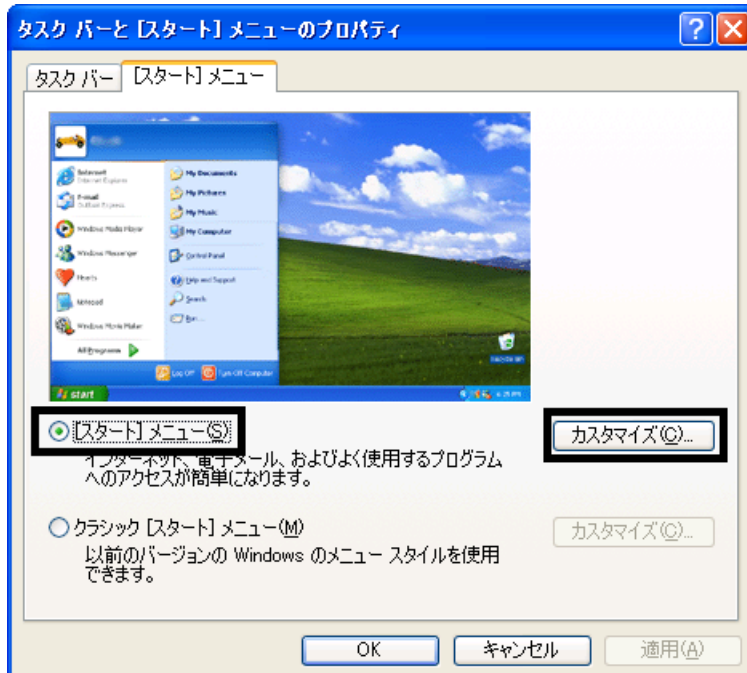 タスク バーと [スタート] メニューのプロパティ
タスク バー
[スタート] メニュー
Internet
Internet Explorer
My Documents
E-mail
Outlook Express
My Pictures
My Music
Windows Media Player
My Computer
Windows Messenger
Control Panel
Hearts
Help and Support
Notepad
Search
Windows Movie Maker
Run...
All Programs
Log Off
Turn Off Computer
start
[スタート] メニュー(S)
カスタマイズ(C)...
インターネット、電子メール、およびよく使用するプログラム
へのアクセスが簡単になります。
クラシック [スタート] メニュー(M)
カスタマイズ(C)...
以前のバージョンの Windows のメニュー スタイルを使用
できます。
OK
キャンセル
適用(A)